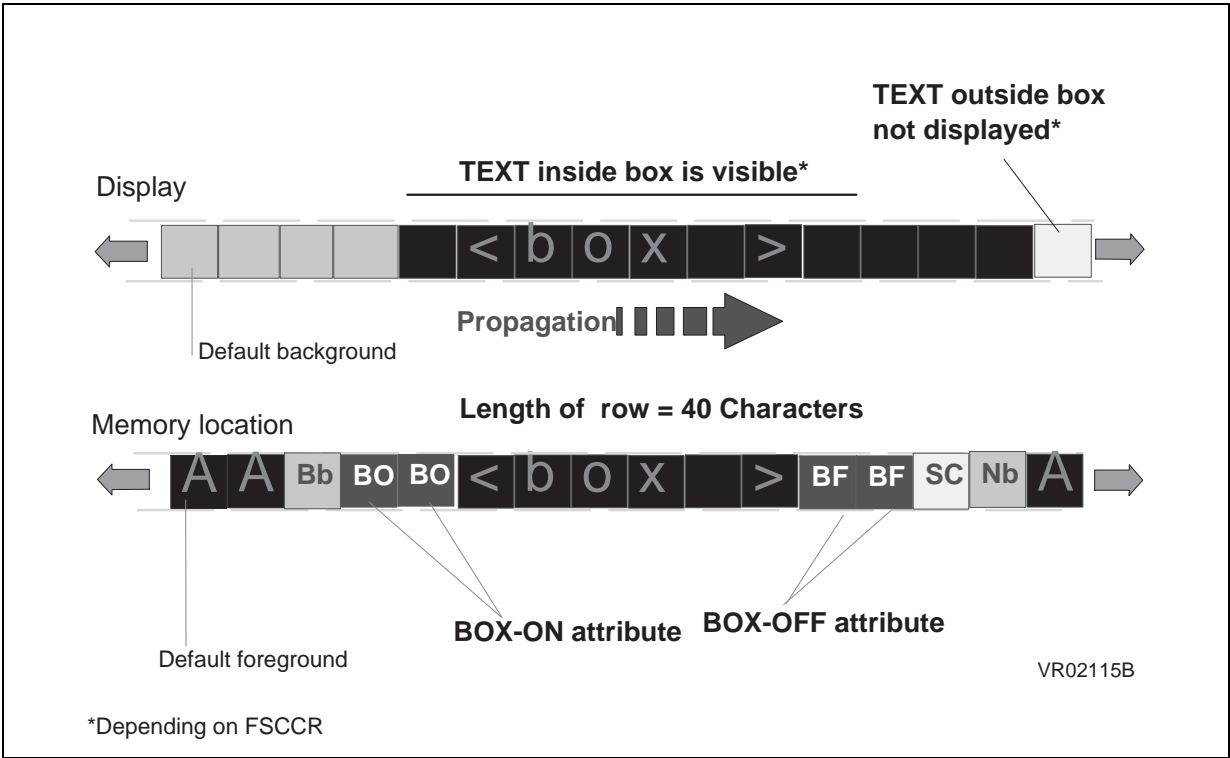 TEXT outside box
not displayed*
TEXT inside box is visible*
Display
< b o x >
Propagation
Default background
Length of row = 40 Characters
Memory location
A A Bb BO BO < b o x > BF BF SC Nb A
BOX-ON attribute BOX-OFF attribute
Default foreground
VR02115B
*Depending on FSCCR